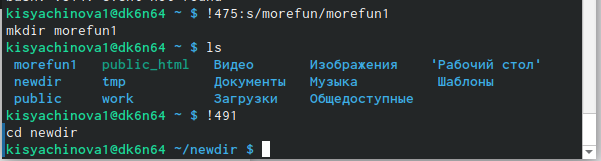 kisyachinova1@dk6n64 ~ $ !475:s/morefun/morefun1
mkdir morefun1
kisyachinova1@dk6n64 ~ $ ls
morefun1 public_html Видео Изображения 'Рабочий стол'
newdir tmp Документы Музыка Шаблоны
public work Загрузки Общедоступные
kisyachinova1@dk6n64 ~ $ !491
cd newdir
kisyachinova1@dk6n64 ~/newdir $